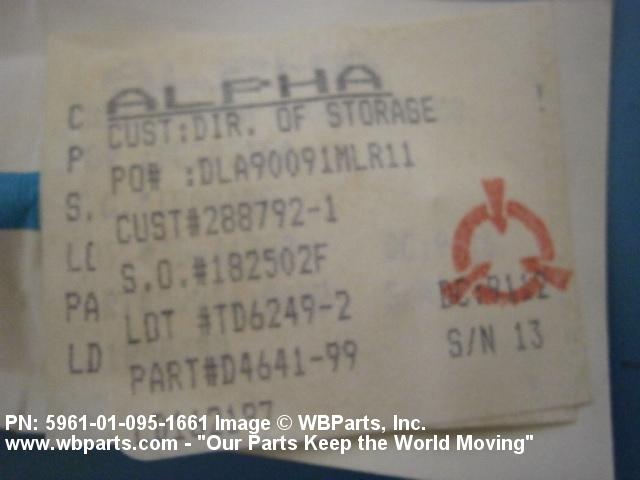 ALPHA
CUST:DIR. OF STORAGE
PO# :DLA90091MLR11
CUST#288792-1
S.O.#182502F
LOT #TD6249-2
PART#D4641-99
S/N 13
C
P
S.
LO
PA
LD
PN: 5961-01-095-1661 Image © WBParts, Inc.
www.wbparts.com - "Our Parts Keep the World Moving"